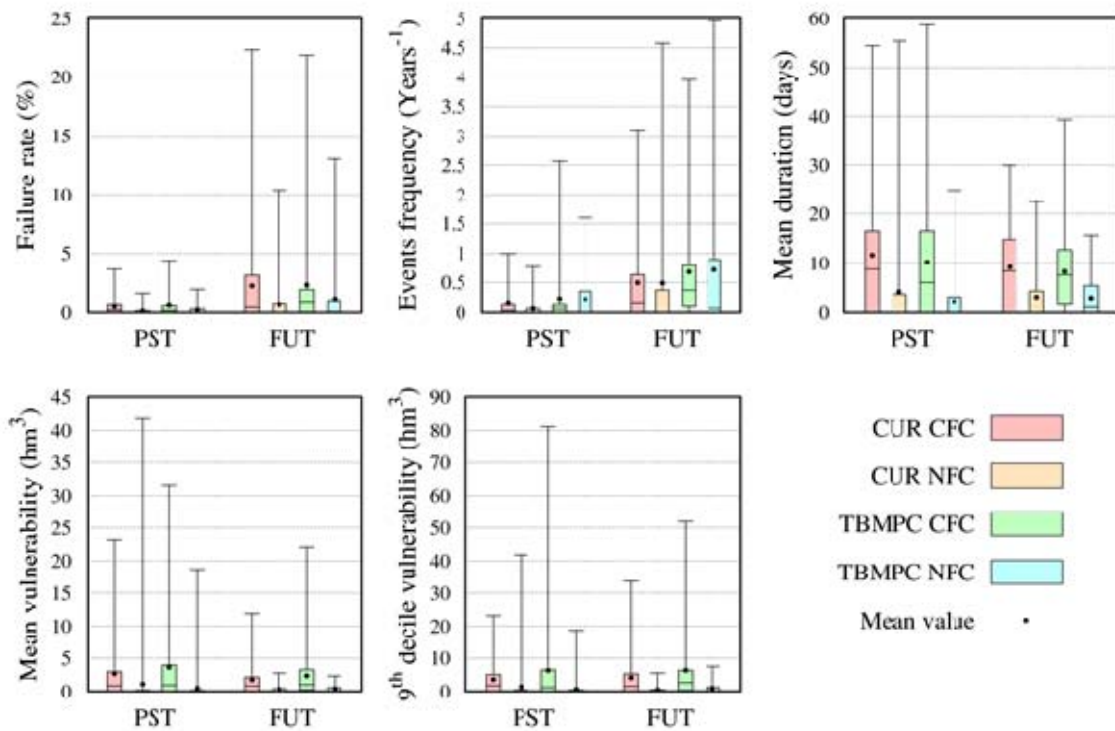 Failure rate (%)
25
20
15
10
5
0
PST FUT
Events frequency (Years⁻¹)
5
4.5
4
3.5
3
2.5
2
1.5
1
0.5
0
PST FUT
Mean duration (days)
60
50
40
30
20
10
0
PST FUT
Mean vulnerability (hm³)
45
40
35
30
25
20
15
10
5
0
PST FUT
9th decile vulnerability (hm³)
90
80
70
60
50
40
30
20
10
0
PST FUT
CUR CFC
CUR NFC
TBMPC CFC
TBMPC NFC
Mean value